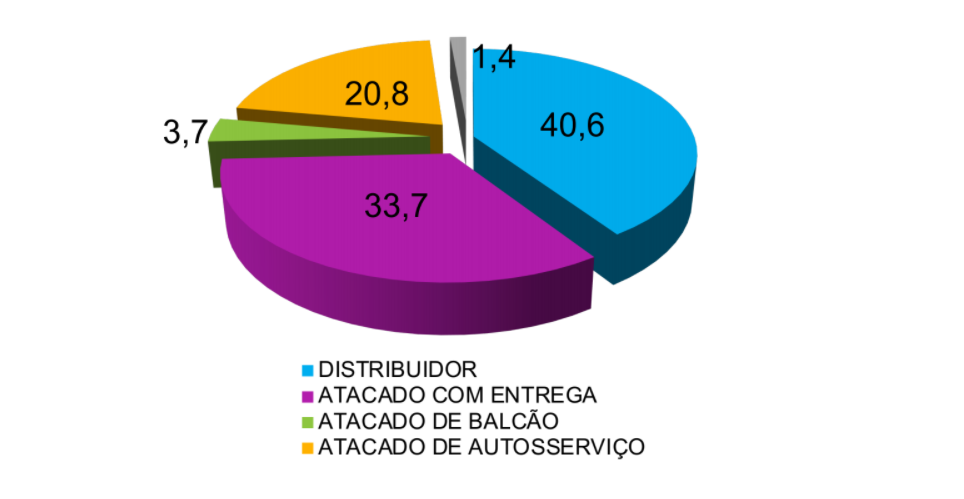 1,4
20,8
40,6
3,7
33,7
DISTRIBUIDOR
ATACADO COM ENTREGA
ATACADO DE BALCÃO
ATACADO DE AUTOSSERVIÇO